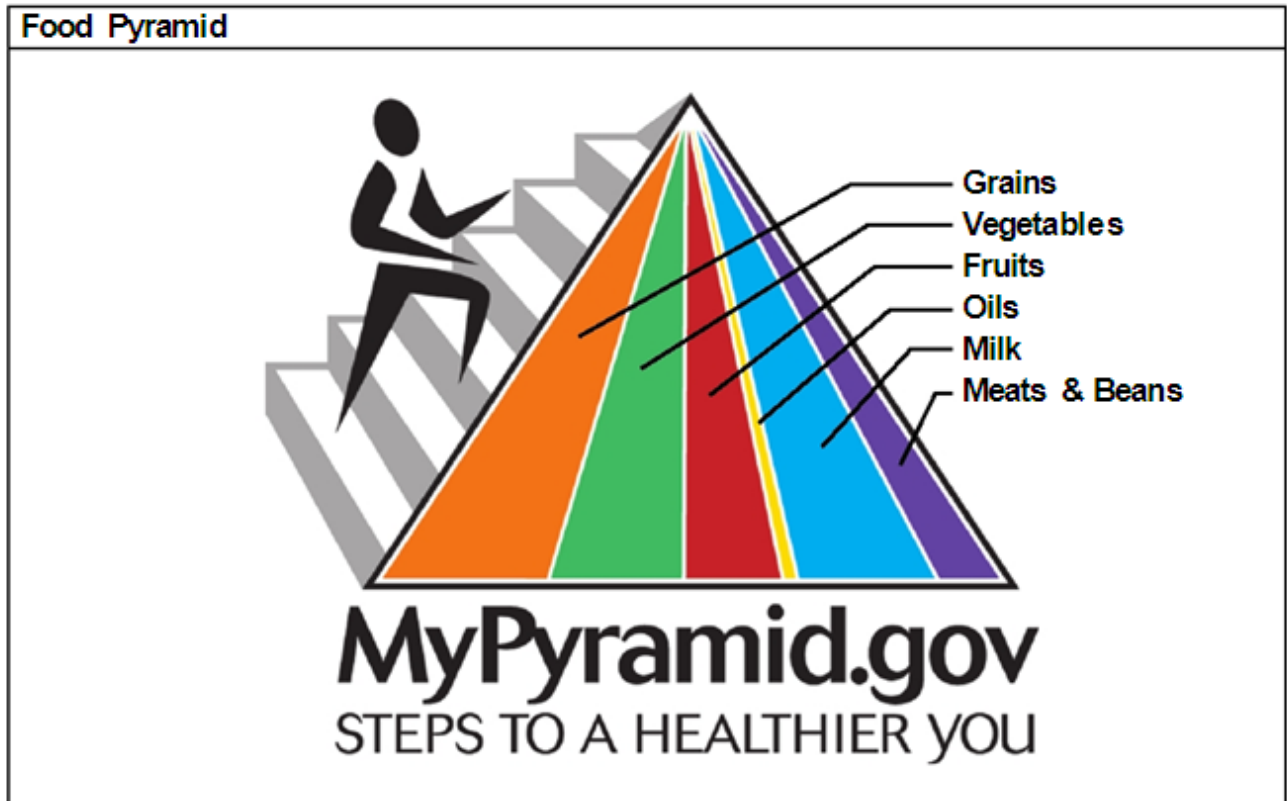 Food Pyramid
Grains
Vegetables
Fruits
Oils
Milk
Meats & Beans
MyPyramid.gov
STEPS TO A HEALTHIER YOU